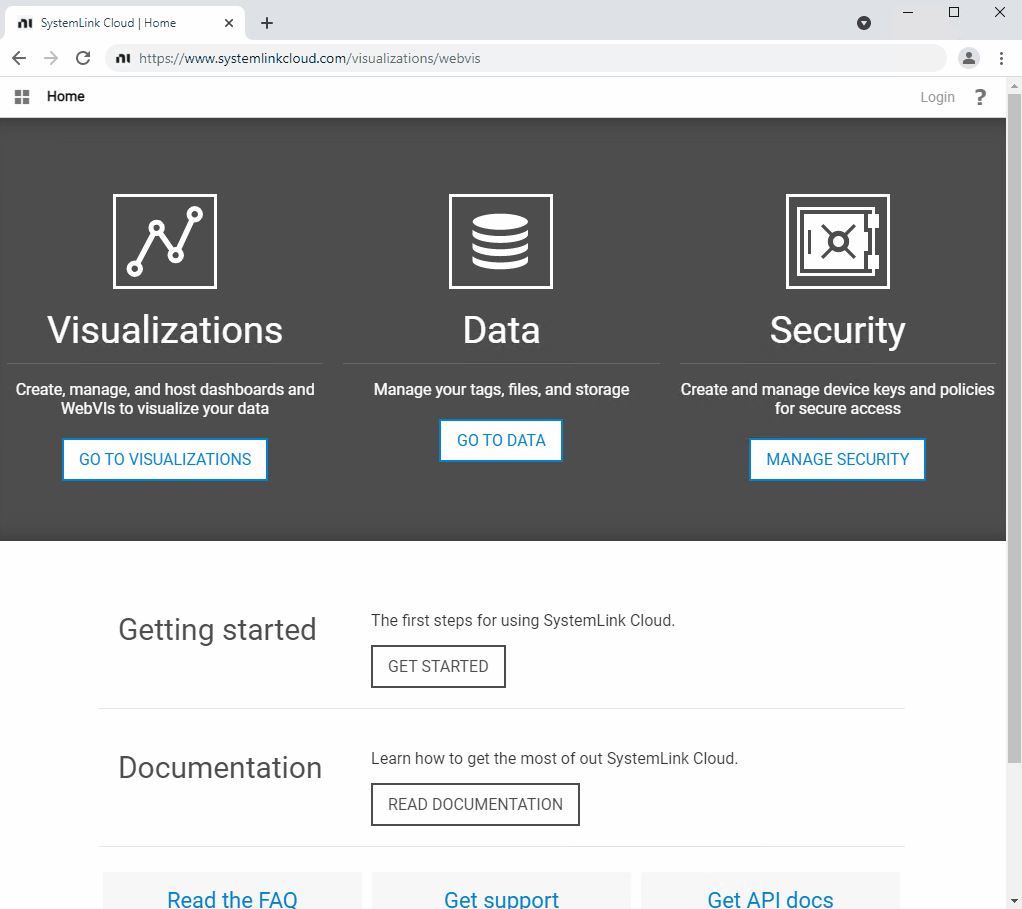 SystemLink Cloud | Home
https://www.systemlinkcloud.com/visualizations/webvis
Home
Login
?
Visualizations
Create, manage, and host dashboards and
WebVIs to visualize your data
GO TO VISUALIZATIONS
Data
Manage your tags, files, and storage
GO TO DATA
Security
Create and manage device keys and policies
for secure access
MANAGE SECURITY
Getting started
The first steps for using SystemLink Cloud.
GET STARTED
Documentation
Learn how to get the most of out SystemLink Cloud.
READ DOCUMENTATION
Read the FAQ
Get support
Get API docs